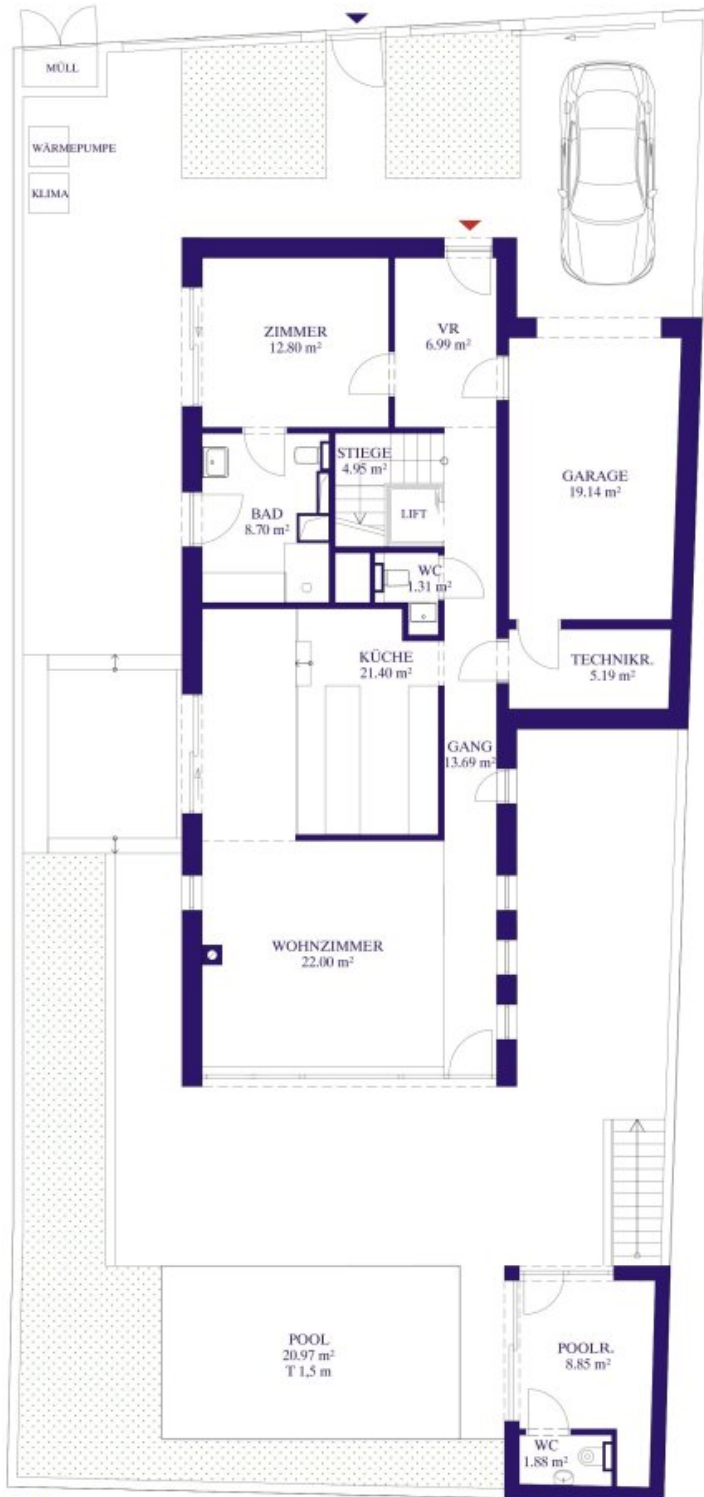 MÜLL
WÄRMEPUMPE
KLIMA
ZIMMER
12.80 m²
VR
6.99 m²
STIEGE
4.95 m²
LIFT
GARAGE
19.14 m²
BAD
8.70 m²
WC
1.31 m²
KÜCHE
21.40 m²
TECHNIKR.
5.19 m²
GANG
13.69 m²
WOHNZIMMER
22.00 m²
POOL
20.97 m²
T 1,5 m
POOLR.
8.85 m²
WC
1.88 m²